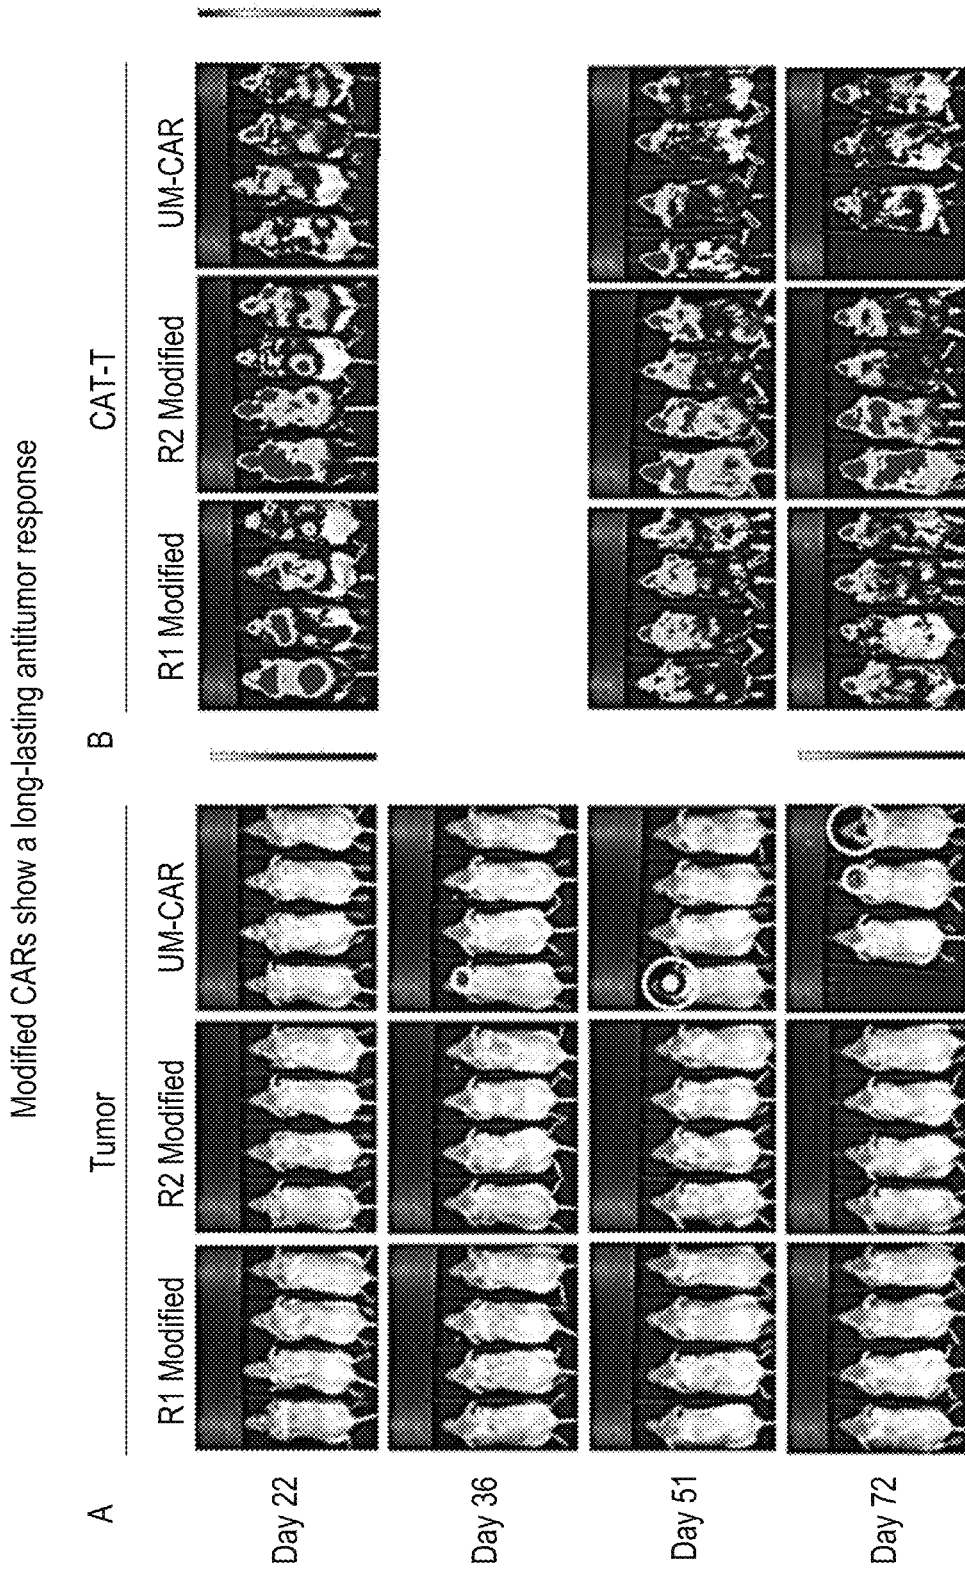 Modified CARs show a long-lasting antitumor response
A
Tumor
R1 Modified
R2 Modified
UM-CAR
B
CAT-T
R1 Modified
R2 Modified
UM-CAR
Day 22
Day 36
Day 51
Day 72